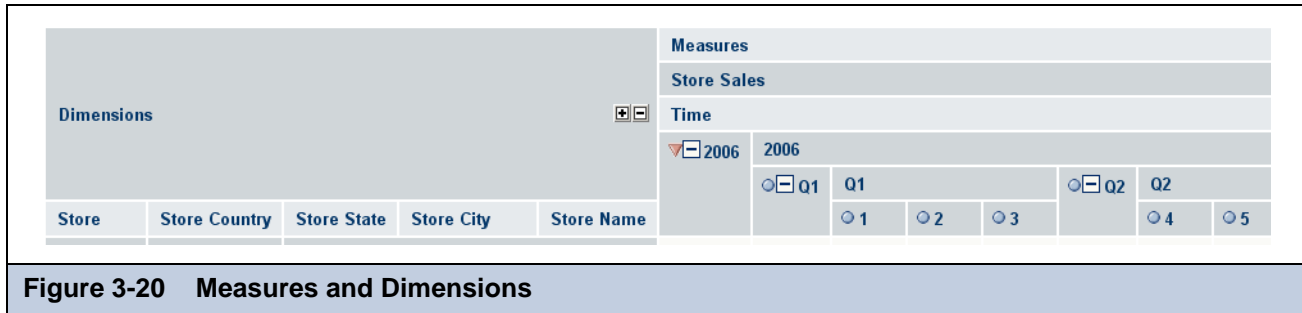 Measures
Store Sales
Dimensions Time
2006 2006
Q1 Q1 Q2 Q2
Store Store Country Store State Store City Store Name 1 2 3 4 5
Figure 3-20 Measures and Dimensions